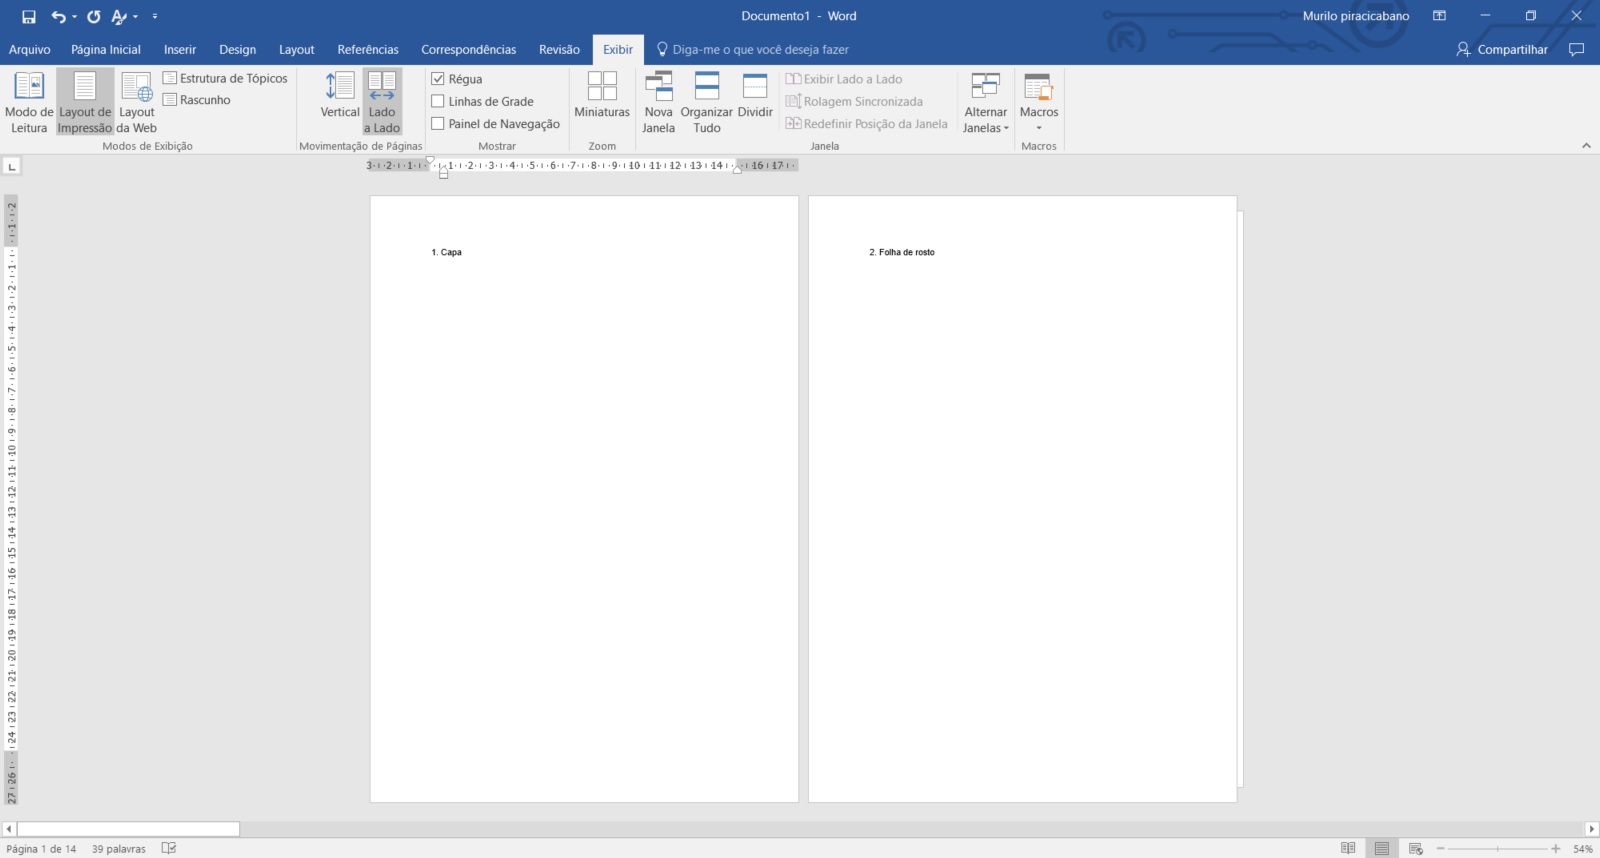 Documento1 - Word
Murilo piracicabano
Arquivo Página Inicial Inserir Design Layout Referências Correspondências Revisão Exibir Diga-me o que você deseja fazer Compartilhar
Modo de Leitura
Layout de Impressão
Layout da Web
Estrutura de Tópicos
Rascunho
Modos de Exibição
Vertical
Lado a Lado
Movimentação de Páginas
Régua
Linhas de Grade
Painel de Navegação
Mostrar
Miniaturas
Zoom
Nova Janela
Organizar Tudo
Dividir
Exibir Lado a Lado
Rolagem Sincronizada
Redefinir Posição da Janela
Alternar Janelas
Janela
Macros
Macros
3 2 1 1 2 3 4 5 6 7 8 9 10 11 12 13 14 16 17
2 1 1 2 3 4 5 6 7 8 9 10 11 12 13 14 15 16 17 18 19 20 21 22 23 24 26 27
1. Capa
2. Folha de rosto
Página 1 de 14 39 palavras
54%